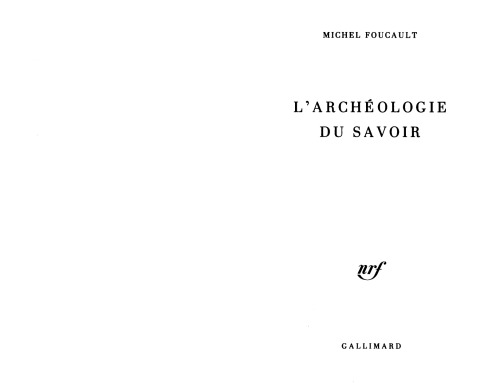 MICHEL FOUCAULT
L'ARCHÉOLOGIE
DU SAVOIR
nrf
GALLIMARD